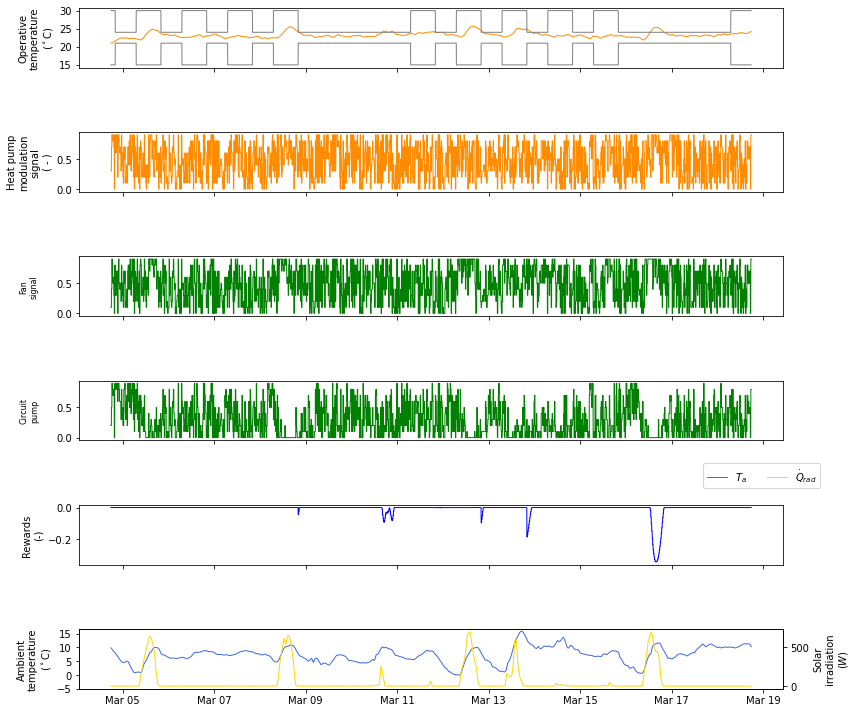 Operative
temperature
(°C)
30
25
20
15
Heat pump
modulation
signal
( - )
0.5
0.0
Fan
signal
0.5
0.0
Circuit
pump
0.5
0.0
Tₐ Q̇rad
Rewards
(-)
0.0
−0.2
Ambient
temperature
(°C)
15
10
5
0
−5
500
0
Solar
irradiation
(W)
Mar 05 Mar 07 Mar 09 Mar 11 Mar 13 Mar 15 Mar 17 Mar 19